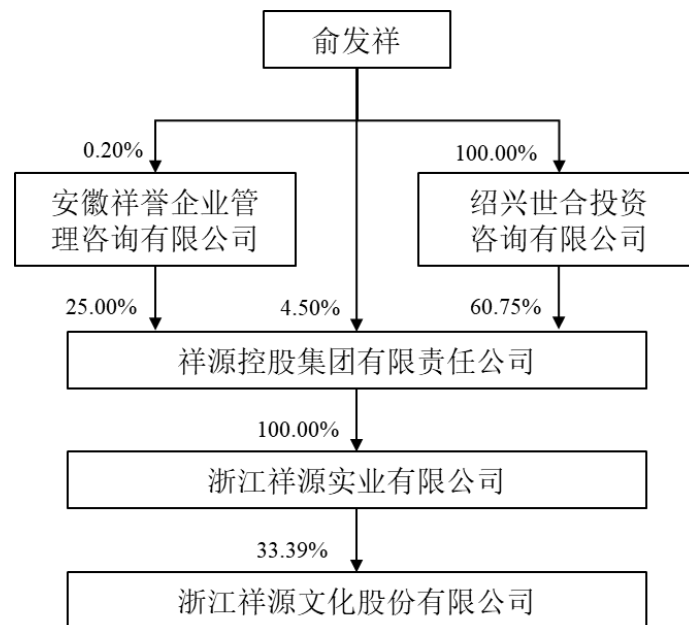 俞发祥
0.20%
100.00%
安徽祥誉企业管
理咨询有限公司
绍兴世合投资
咨询有限公司
25.00%
4.50%
60.75%
祥源控股集团有限责任公司
100.00%
浙江祥源实业有限公司
33.39%
浙江祥源文化股份有限公司